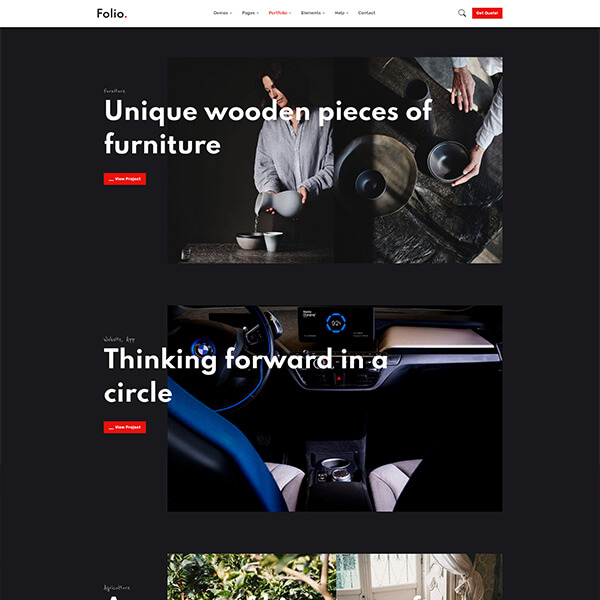 Folio.
Demos Pages Portfolio Elements Help Contact
Get Quote!
Furniture
Unique wooden pieces of
furniture
View Project
92%
Website, App
Thinking forward in a
circle
View Project
Agriculture